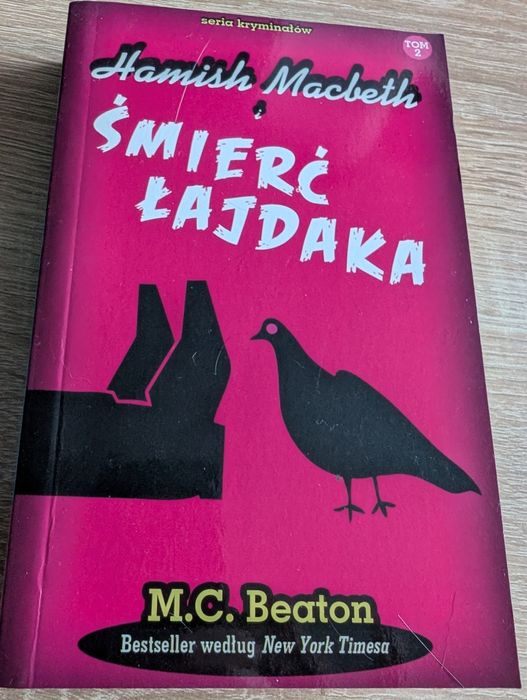 seria kryminałów
TOM
2
Hamish Macbeth
ŚMIERĆ
ŁAJDAKA
M.C. Beaton
Bestseller według New York Timesa